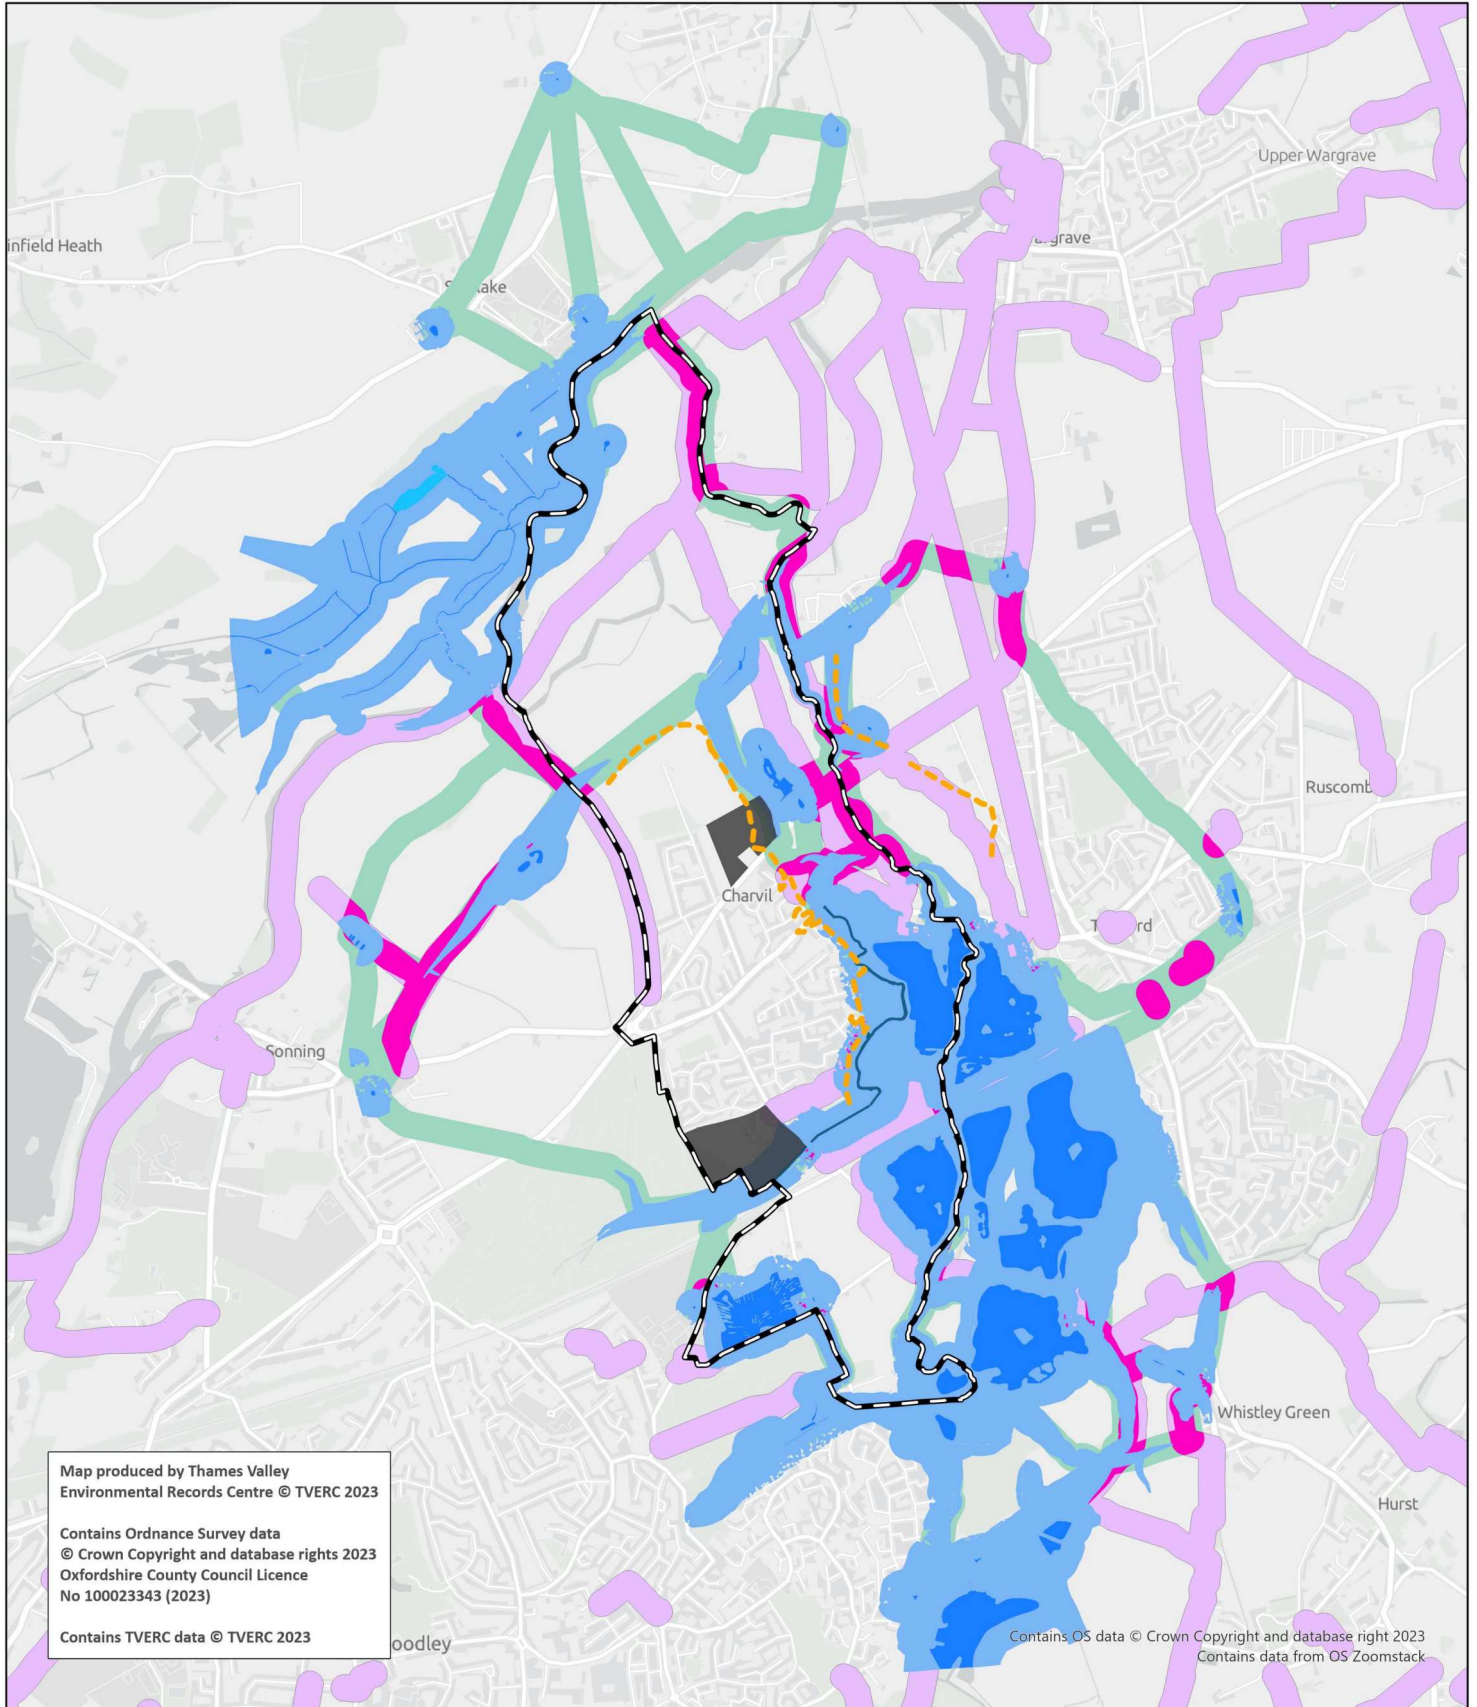 Upper Wargrave
infield Heath
argrave
lake
Ruscomb
Charvil
ford
Sonning
Whistley Green
Map produced by Thames Valley
Environmental Records Centre © TVERC 2023
Contains Ordnance Survey data
© Crown Copyright and database rights 2023
Oxfordshire County Council Licence
No 100023343 (2023)
Contains TVERC data © TVERC 2023
Hurst
oodley
Contains OS data © Crown Copyright and database right 2023
Contains data from OS Zoomstack